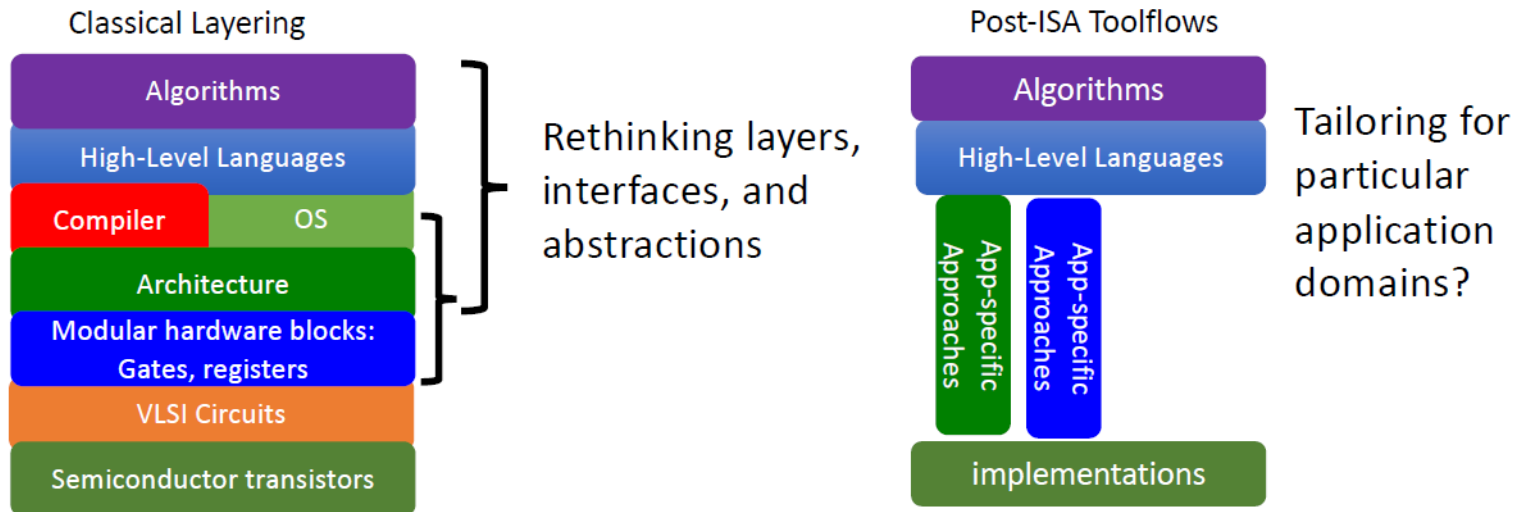 Classical Layering
Algorithms
High-Level Languages
Compiler
OS
Architecture
Modular hardware blocks:
Gates, registers
VLSI Circuits
Semiconductor transistors
Rethinking layers,
interfaces, and
abstractions
Post-ISA Toolflows
Algorithms
High-Level Languages
App-specific
Approaches
App-specific
Approaches
implementations
Tailoring for
particular
application
domains?